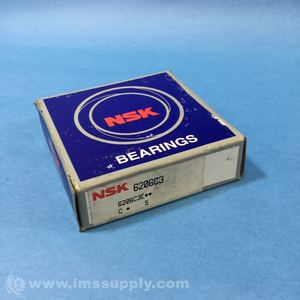 NSK
BEARINGS
NSK 6206C3
6206C3E**
C * 5
www.imssupply.com